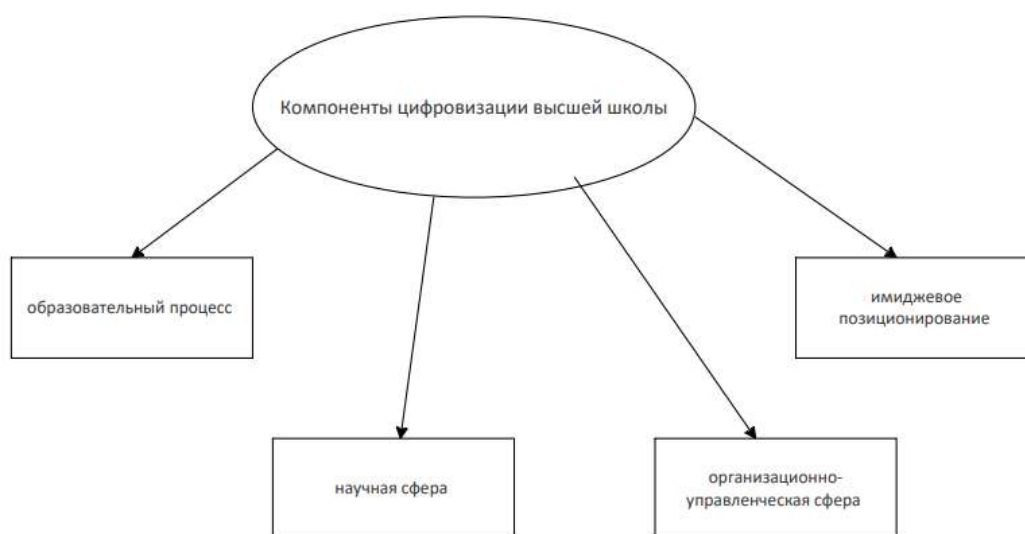 Компоненты цифровизации высшей школы
образовательный процесс
имиджевое
позиционирование
научная сфера
организационно-
управленческая сфера